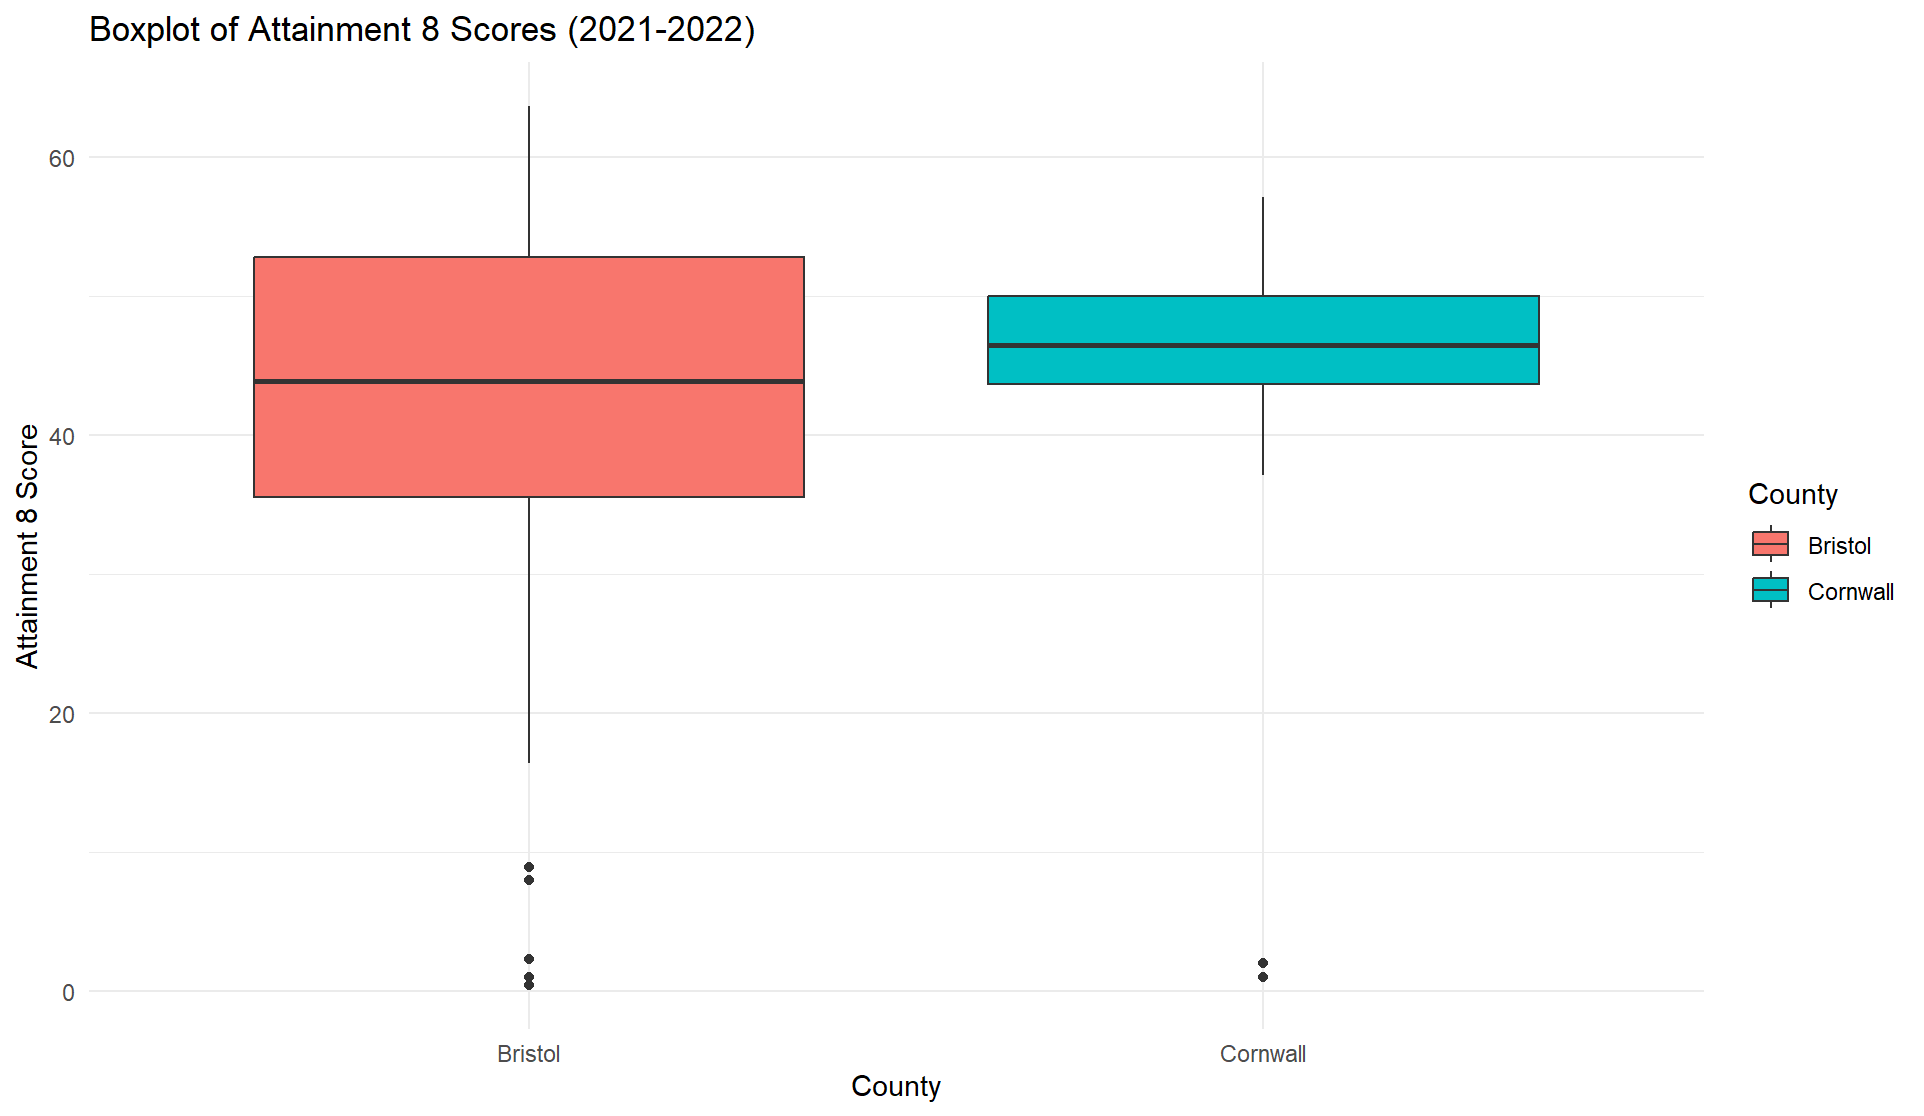 Boxplot of Attainment 8 Scores (2021-2022)
Attainment 8 Score
60
40
20
0
Bristol
Cornwall
County
County
Bristol
Cornwall